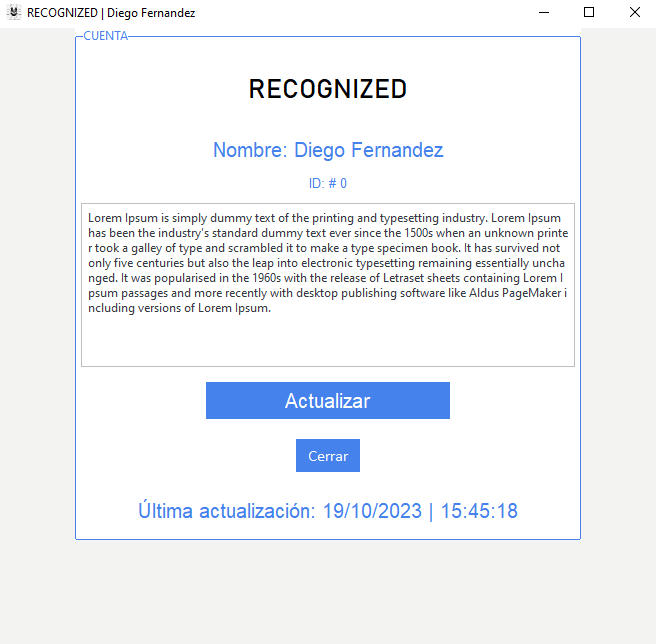 RECOGNIZED | Diego Fernandez
CUENTA
RECOGNIZED
Nombre: Diego Fernandez
ID: # 0
Lorem Ipsum is simply dummy text of the printing and typesetting industry. Lorem Ipsum
has been the industry's standard dummy text ever since the 1500s when an unknown printe
r took a galley of type and scrambled it to make a type specimen book. It has survived not
only five centuries but also the leap into electronic typesetting remaining essentially uncha
nged. It was popularised in the 1960s with the release of Letraset sheets containing Lorem I
psum passages and more recently with desktop publishing software like Aldus PageMaker i
ncluding versions of Lorem Ipsum.
Actualizar
Cerrar
Última actualización: 19/10/2023 | 15:45:18